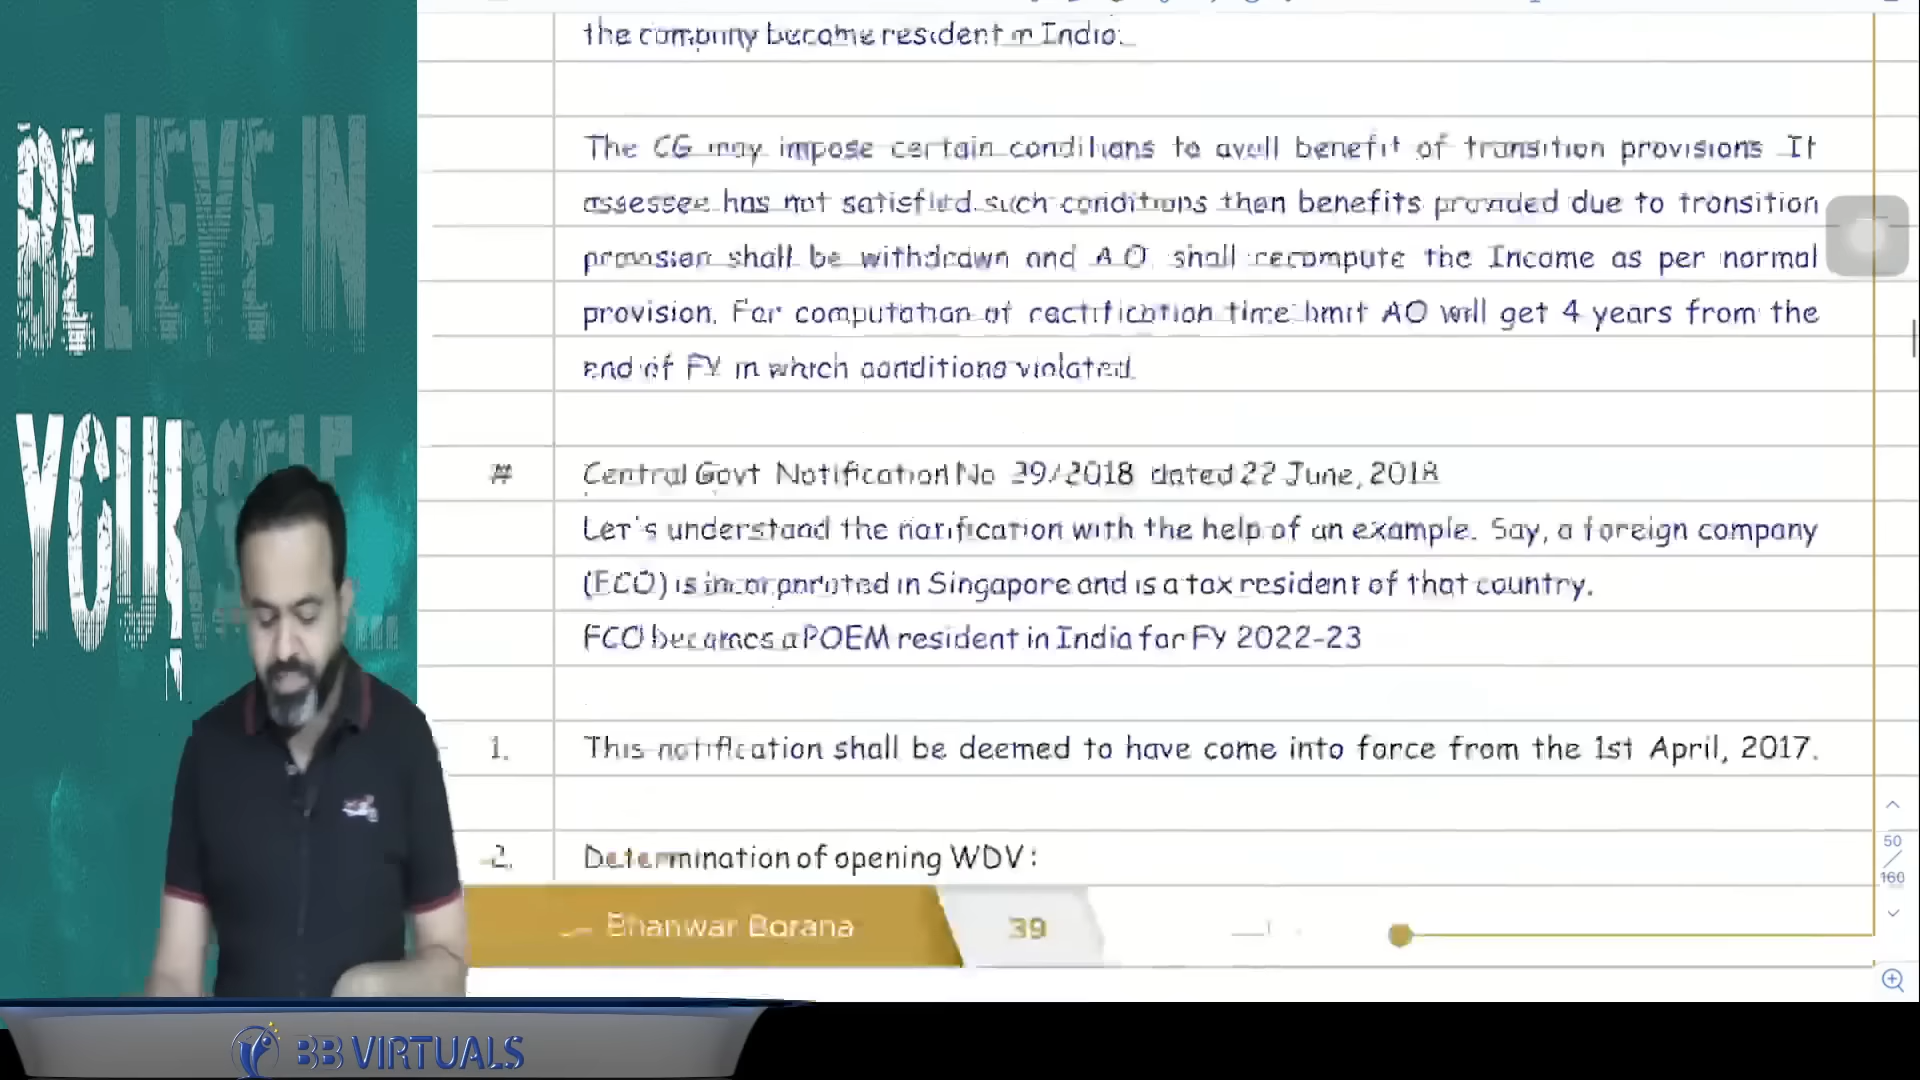 BELIEVE IN
YOURSELF
the company become resident in India.
The CG may impose certain conditions to avail benefit of transition provisions If
assessee has not satisfied such conditions then benefits provided due to transition
provision shall be withdrawn and A.O. shall recompute the Income as per normal
provision. For computation of rectification time limit AO will get 4 years from the
end of FY in which conditions violated.
# Central Govt Notification No 39/2018 dated 22 June, 2018
Let's understand the notification with the help of an example. Say, a foreign company
(FCO) is incorporated in Singapore and is a tax resident of that country.
FCO becomes a POEM resident in India for FY 2022-23
1. This notification shall be deemed to have come into force from the 1st April, 2017.
2. Determination of opening WDV:
Bhanwar Borana 39
50
160
BB VIRTUALS